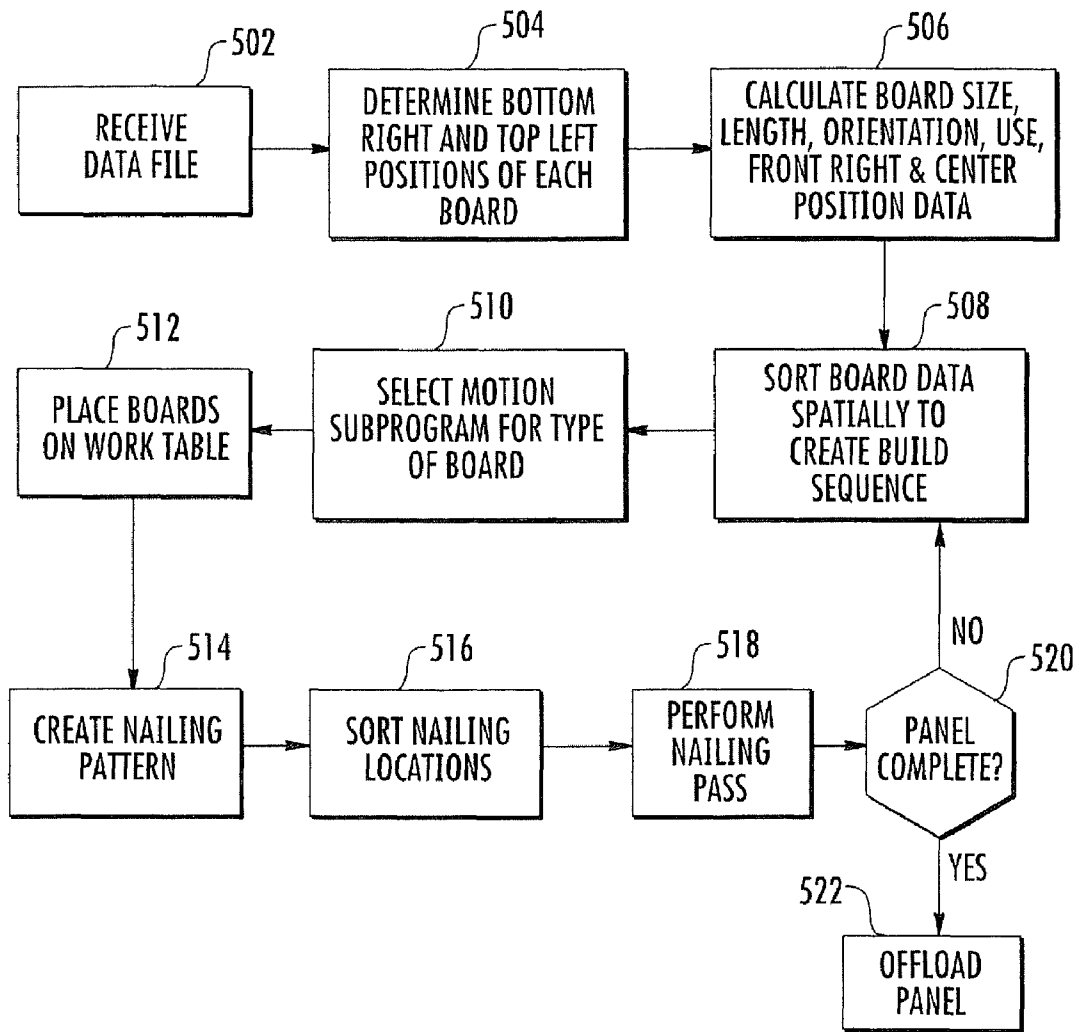 502
RECEIVE
DATA FILE
504
DETERMINE BOTTOM
RIGHT AND TOP LEFT
POSITIONS OF EACH
BOARD
506
CALCULATE BOARD SIZE,
LENGTH, ORIENTATION, USE,
FRONT RIGHT & CENTER
POSITION DATA
508
SORT BOARD DATA
SPATIALLY TO
CREATE BUILD
SEQUENCE
510
SELECT MOTION
SUBPROGRAM FOR TYPE
OF BOARD
512
PLACE BOARDS
ON WORK TABLE
514
CREATE NAILING
PATTERN
516
SORT NAILING
LOCATIONS
518
PERFORM
NAILING
PASS
520
PANEL
COMPLETE?
NO
YES
522
OFFLOAD
PANEL